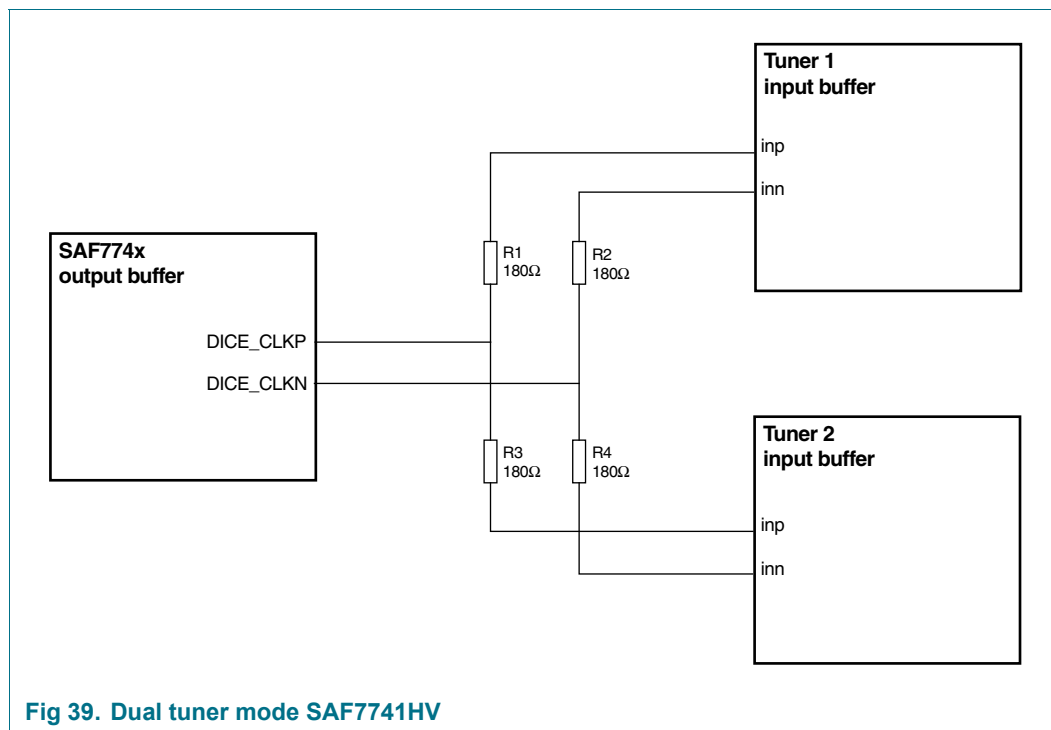 Tuner 1
input buffer
inp
inn
SAF774x
output buffer
DICE_CLKP
DICE_CLKN
R1
180Ω
R2
180Ω
R3
180Ω
R4
180Ω
Tuner 2
input buffer
inp
inn
Fig 39. Dual tuner mode SAF7741HV